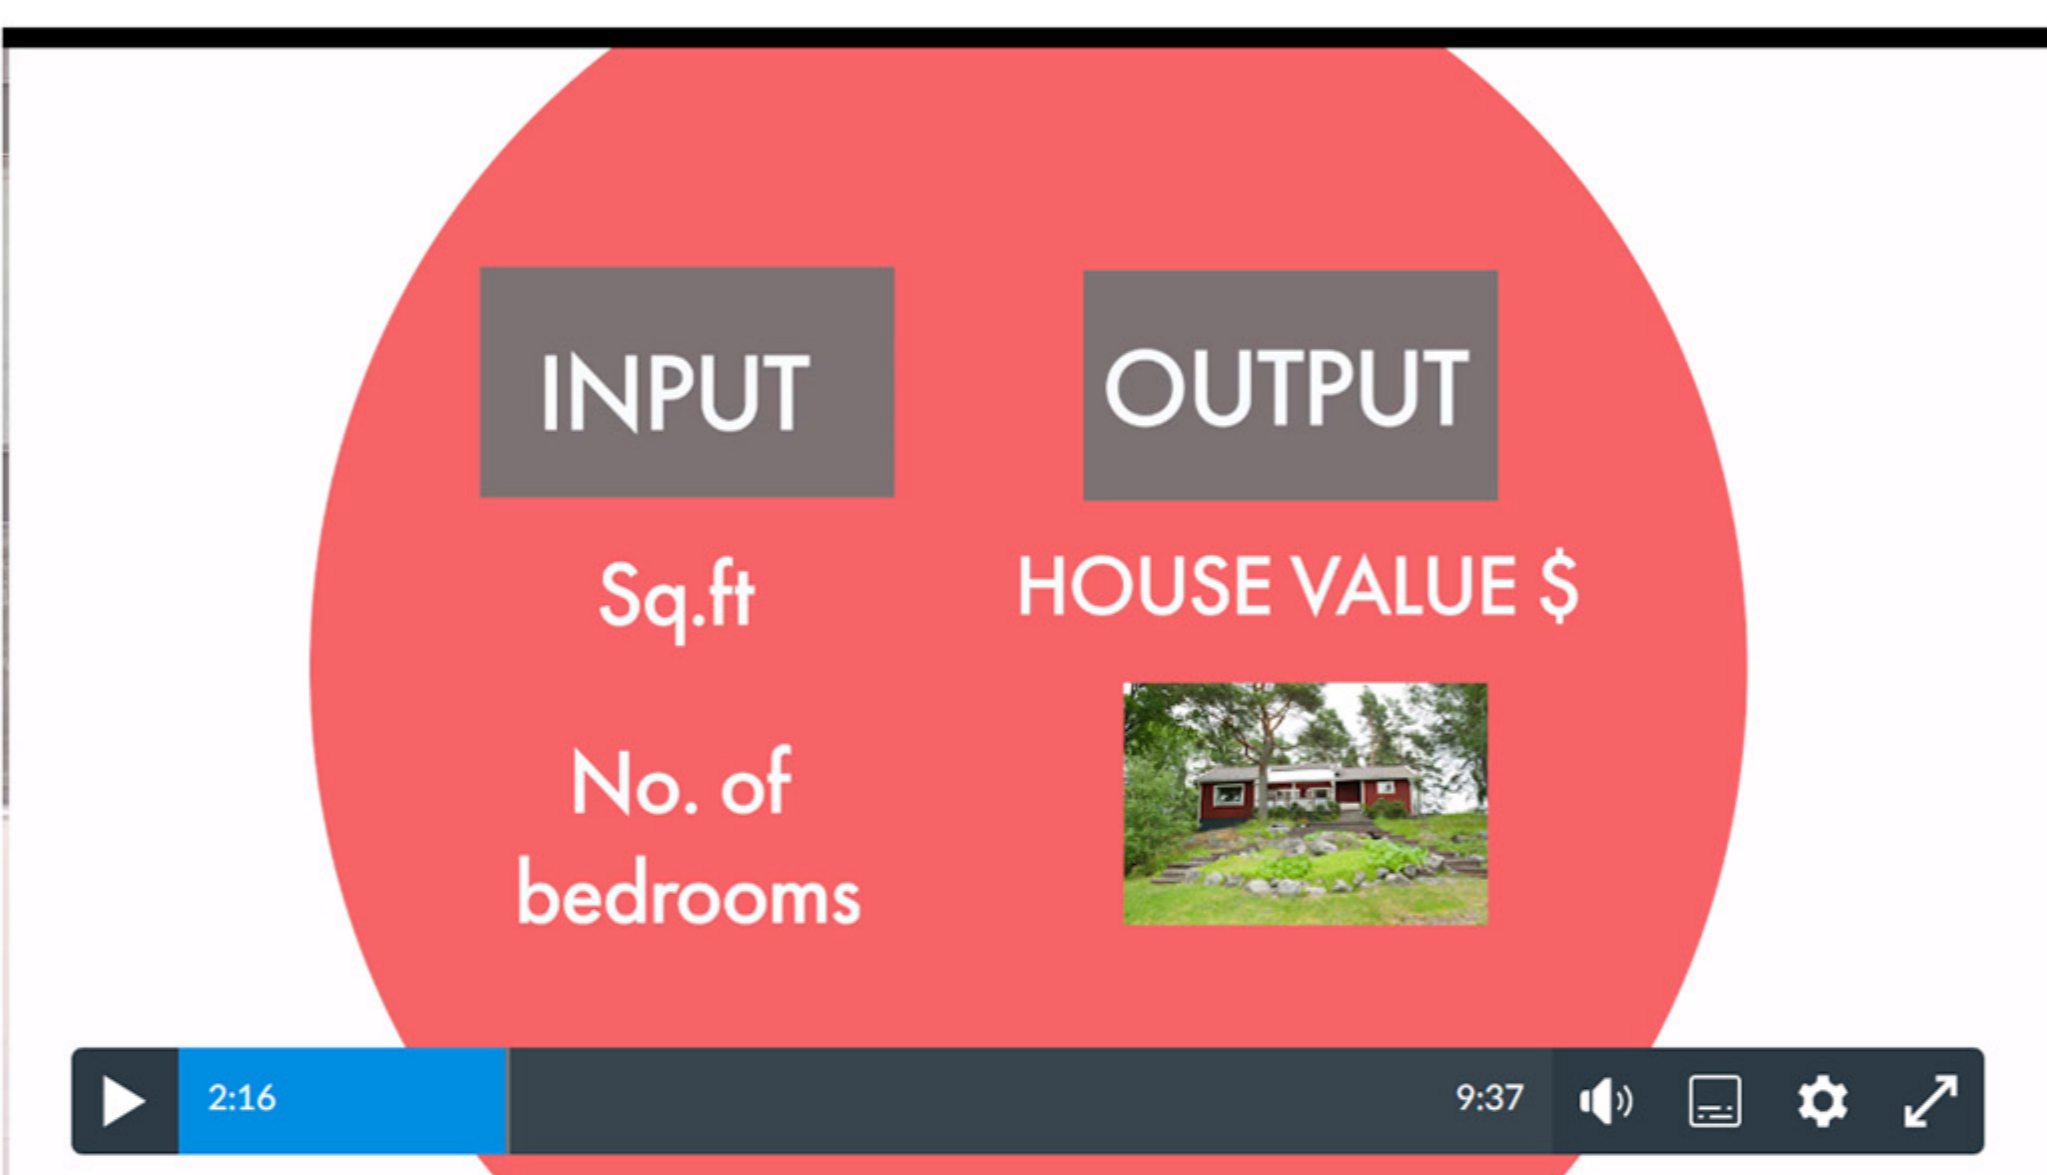 INPUT
Sq.ft
No. of
bedrooms
OUTPUT
HOUSE VALUE $
2:16
9:37